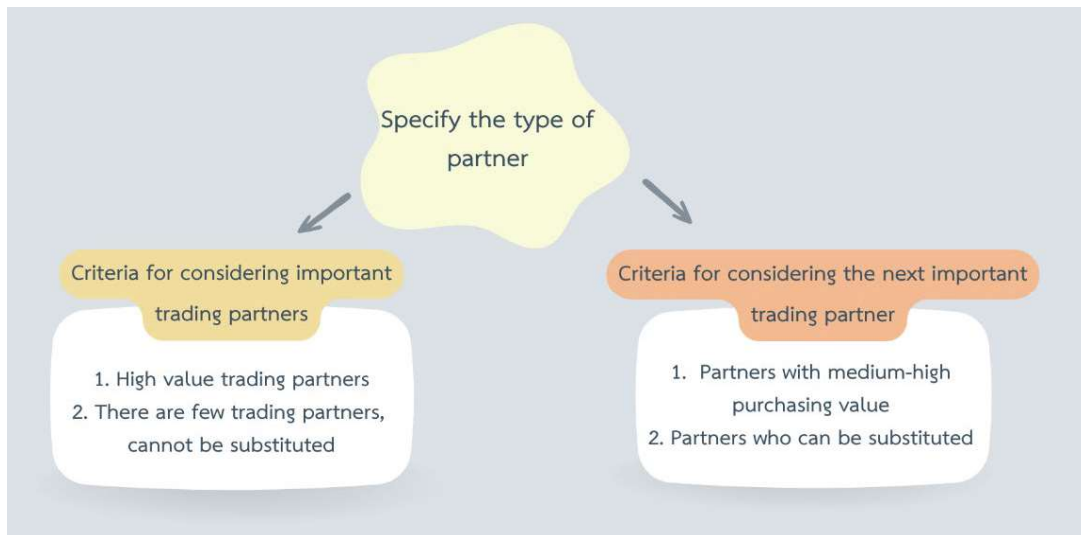 Specify the type of
partner
Criteria for considering important
trading partners
1. High value trading partners
2. There are few trading partners,
cannot be substituted
Criteria for considering the next important
trading partner
1. Partners with medium-high
purchasing value
2. Partners who can be substituted